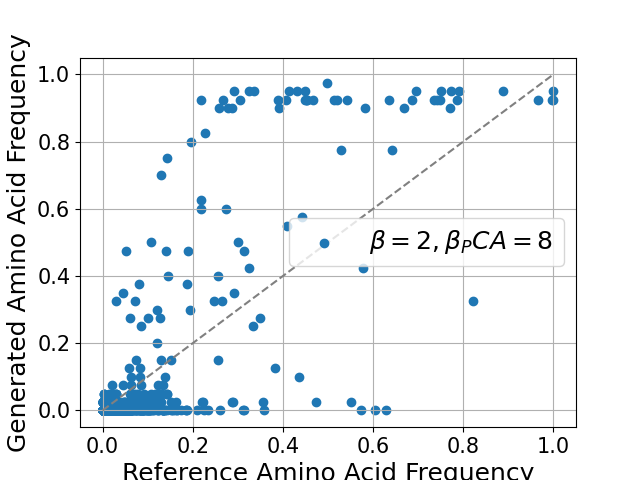 Generated Amino Acid Frequency
1.0
0.8
0.6
0.4
0.2
0.0
β = 2, β_PCA = 8
0.0 0.2 0.4 0.6 0.8 1.0
Reference Amino Acid Frequency